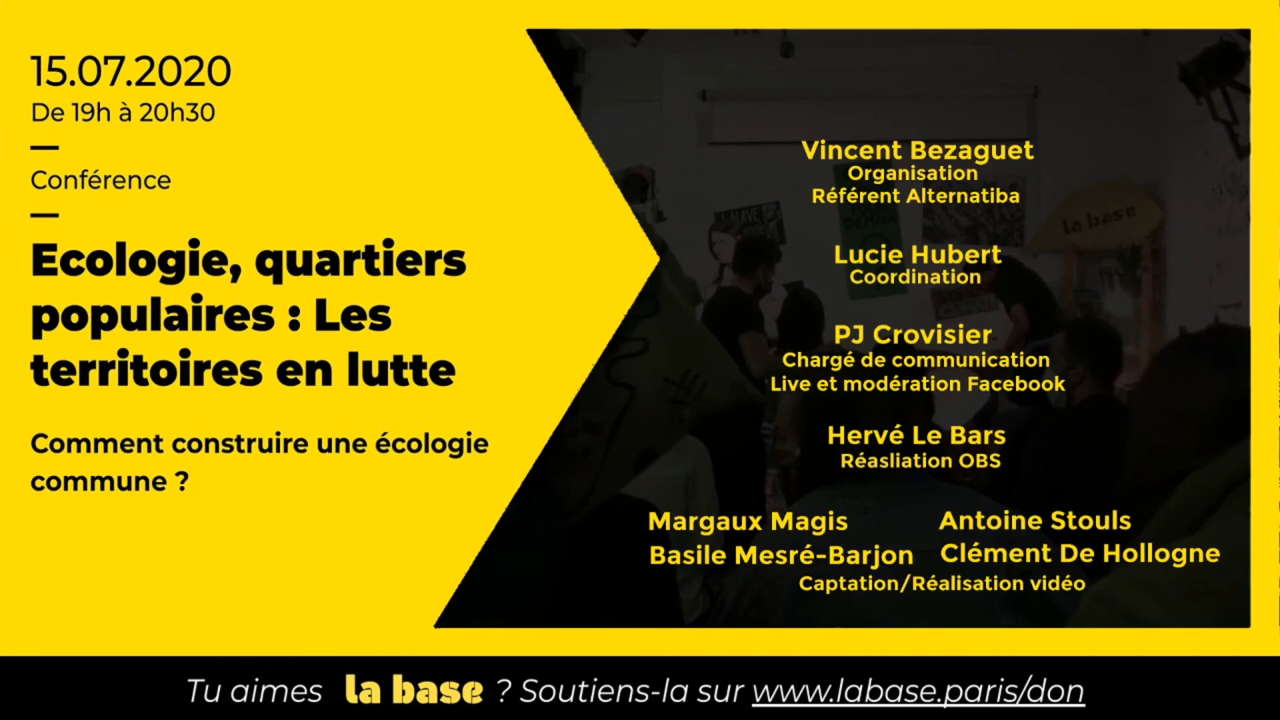 15.07.2020
De 19h à 20h30
Conférence
Ecologie, quartiers
populaires : Les
territoires en lutte
Comment construire une écologie
commune ?
Vincent Bezaguet
Organisation
Référent Alternatiba
la base
Lucie Hubert
Coordination
PJ Crovisier
Chargé de communication
Live et modération Facebook
Hervé Le Bars
Réasliation OBS
Margaux Magis
Antoine Stouls
Basile Mesré-Barjon
Clément De Hollogne
Captation/Réalisation vidéo
Tu aimes la base ? Soutiens-la sur www.labase.paris/don